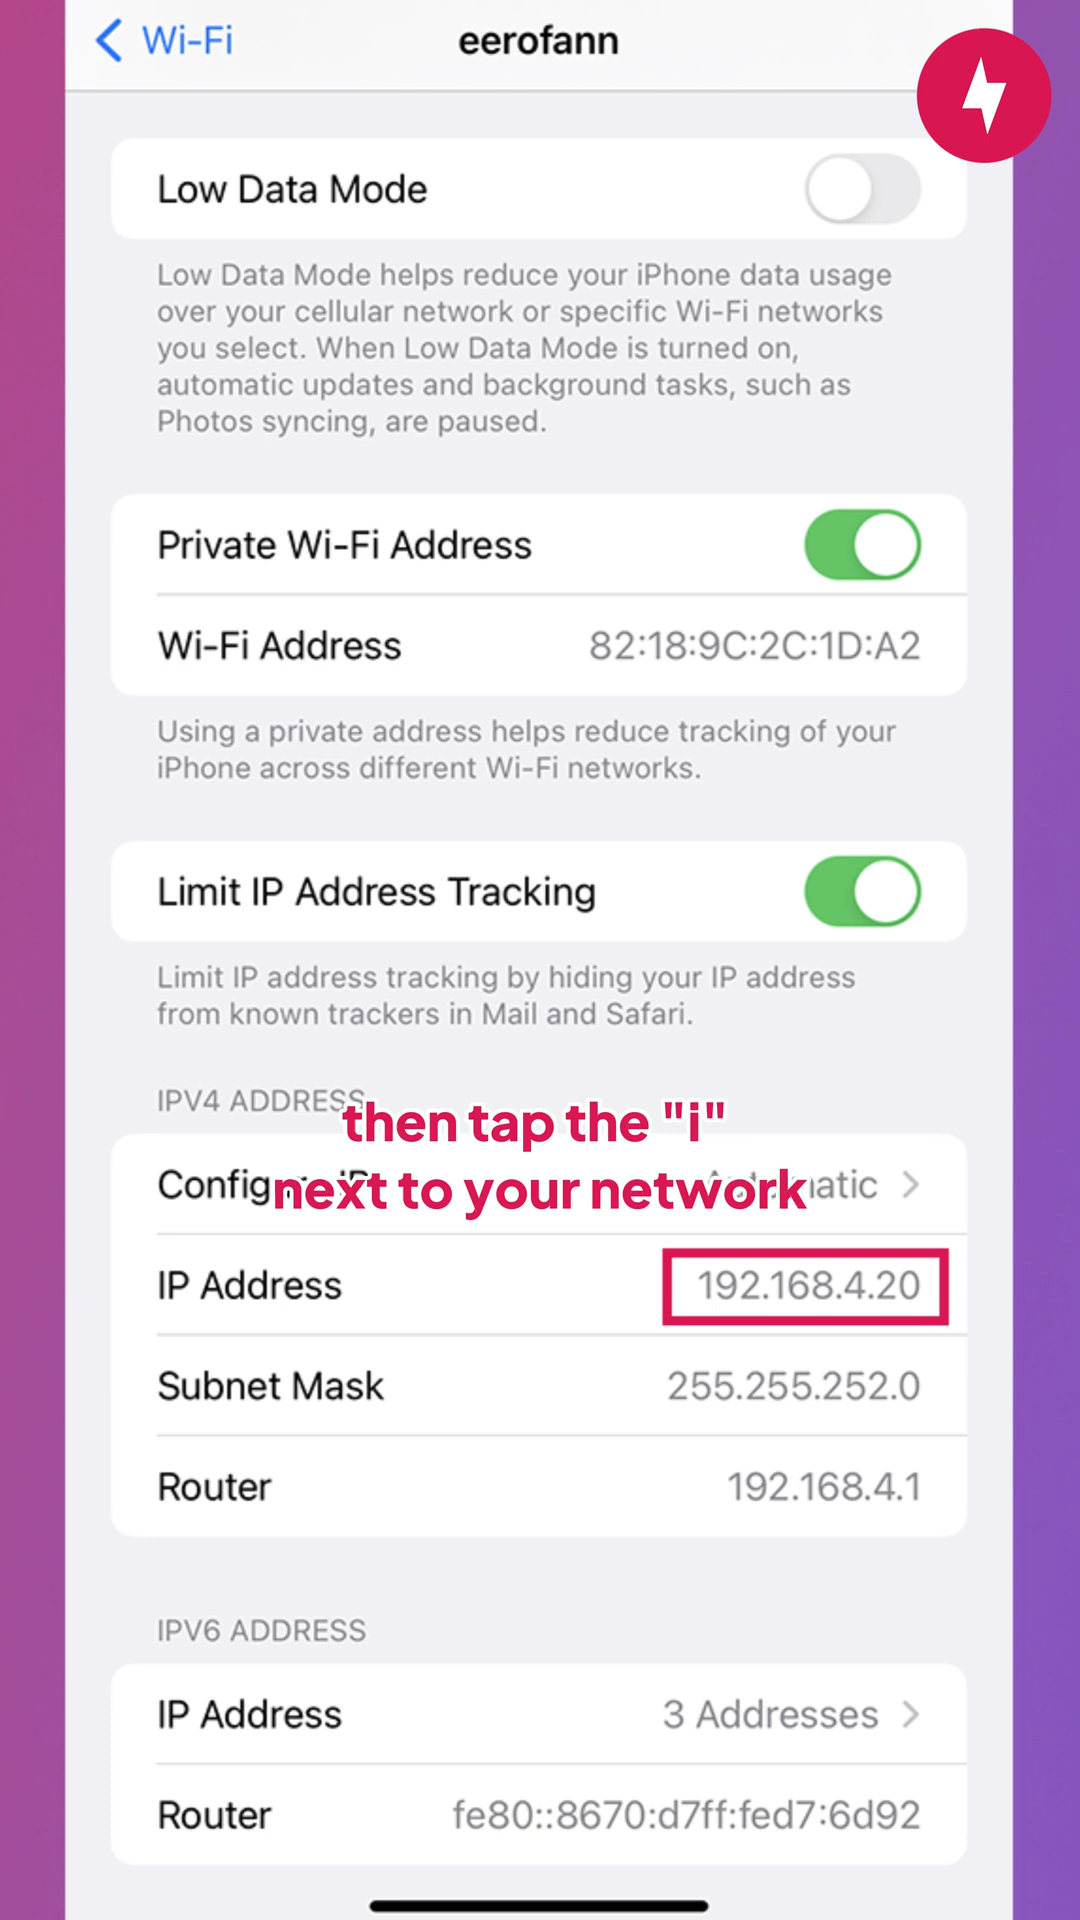 Wi-Fi
eerofann
Low Data Mode
Low Data Mode helps reduce your iPhone data usage
over your cellular network or specific Wi-Fi networks
you select. When Low Data Mode is turned on,
automatic updates and background tasks, such as
Photos syncing, are paused.
Private Wi-Fi Address
Wi-Fi Address 82:18:9C:2C:1D:A2
Using a private address helps reduce tracking of your
iPhone across different Wi-Fi networks.
Limit IP Address Tracking
Limit IP address tracking by hiding your IP address
from known trackers in Mail and Safari.
IPV4 ADDRESS
then tap the "i"
next to your network
IP Address 192.168.4.20
Subnet Mask 255.255.252.0
Router 192.168.4.1
IPV6 ADDRESS
IP Address 3 Addresses
Router fe80::8670:d7ff:fed7:6d92